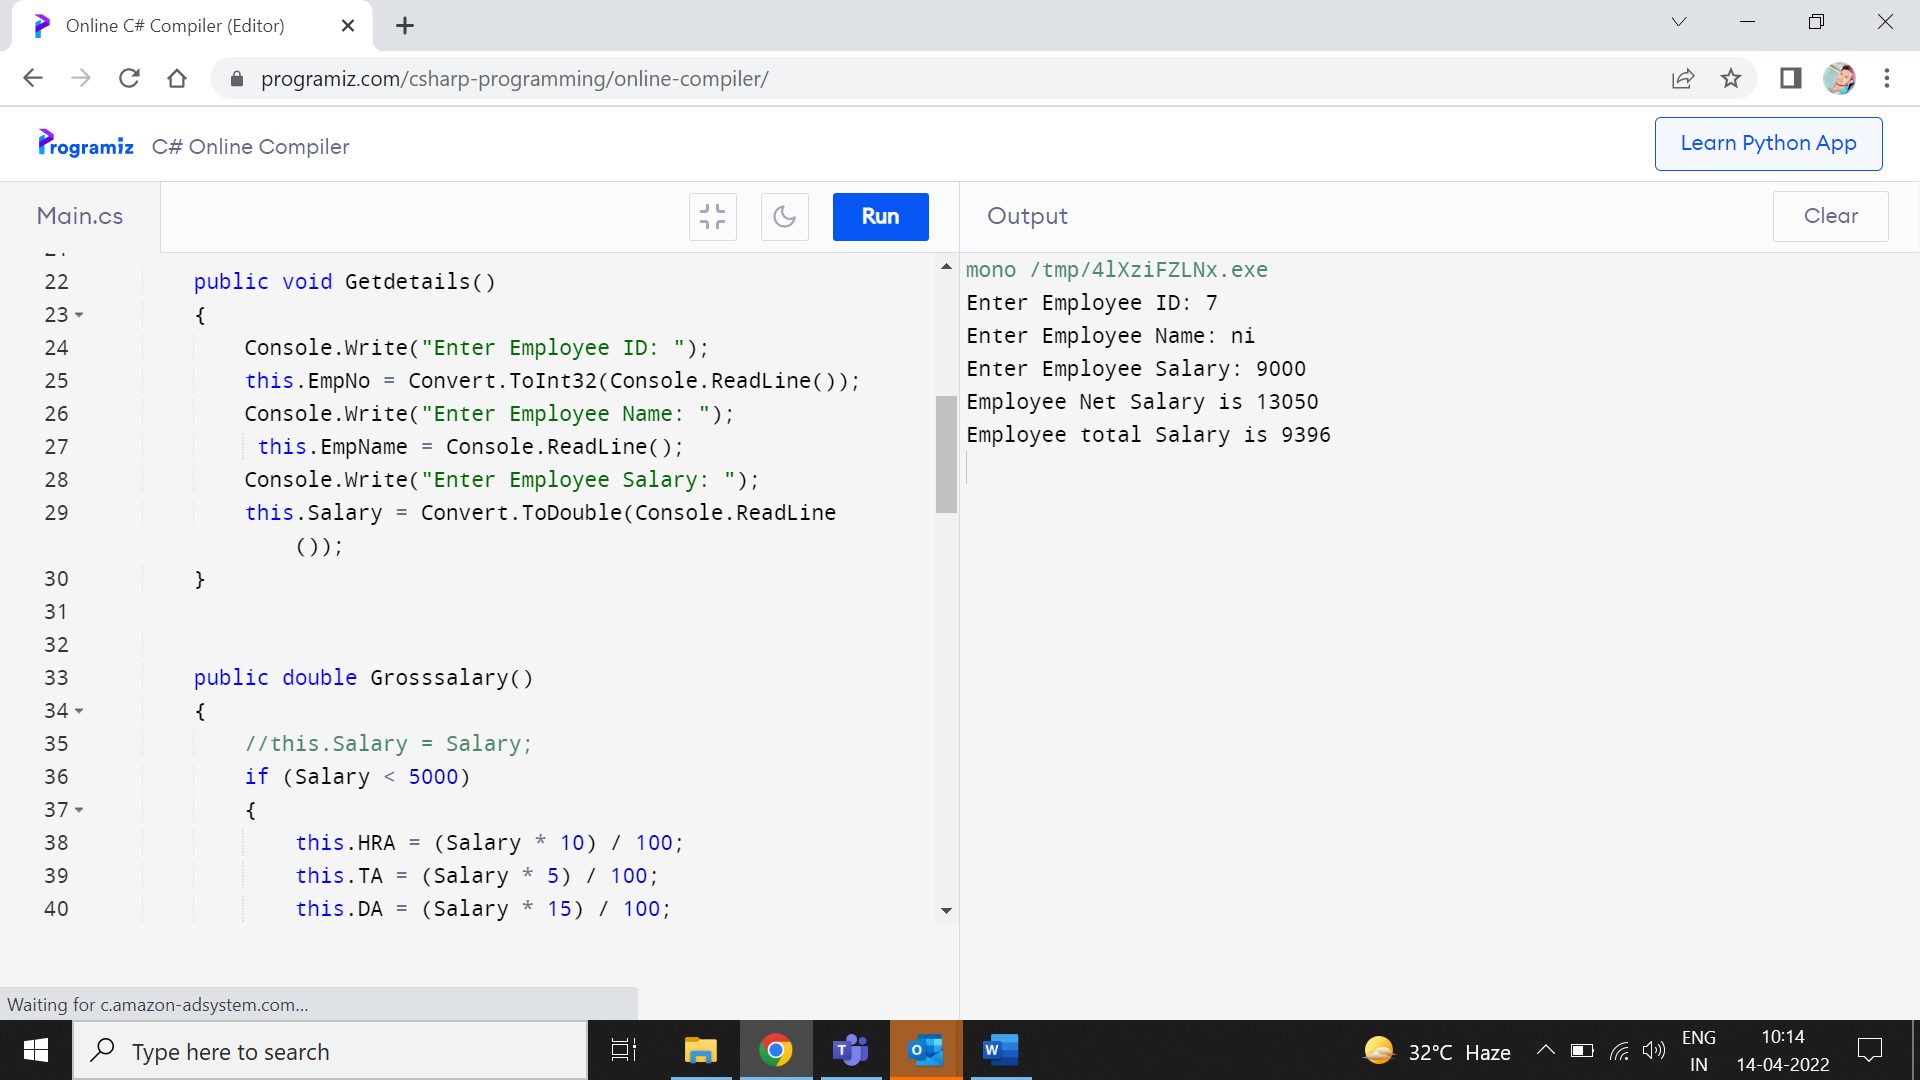 Online C# Compiler (Editor)
programiz.com/csharp-programming/online-compiler/
Programiz C# Online Compiler
Learn Python App
Main.cs
Run
Output
Clear
22 public void Getdetails()
23 {
24 Console.Write("Enter Employee ID: ");
25 this.EmpNo = Convert.ToInt32(Console.ReadLine());
26 Console.Write("Enter Employee Name: ");
27 this.EmpName = Console.ReadLine();
28 Console.Write("Enter Employee Salary: ");
29 this.Salary = Convert.ToDouble(Console.ReadLine
());
30 }
31
32
33 public double Grosssalary()
34 {
35 //this.Salary = Salary;
36 if (Salary < 5000)
37 {
38 this.HRA = (Salary * 10) / 100;
39 this.TA = (Salary * 5) / 100;
40 this.DA = (Salary * 15) / 100;
mono /tmp/4lXziFZLNx.exe
Enter Employee ID: 7
Enter Employee Name: ni
Enter Employee Salary: 9000
Employee Net Salary is 13050
Employee total Salary is 9396
Waiting for c.amazon-adsystem.com...
Type here to search
32°C Haze
ENG
IN
10:14
14-04-2022